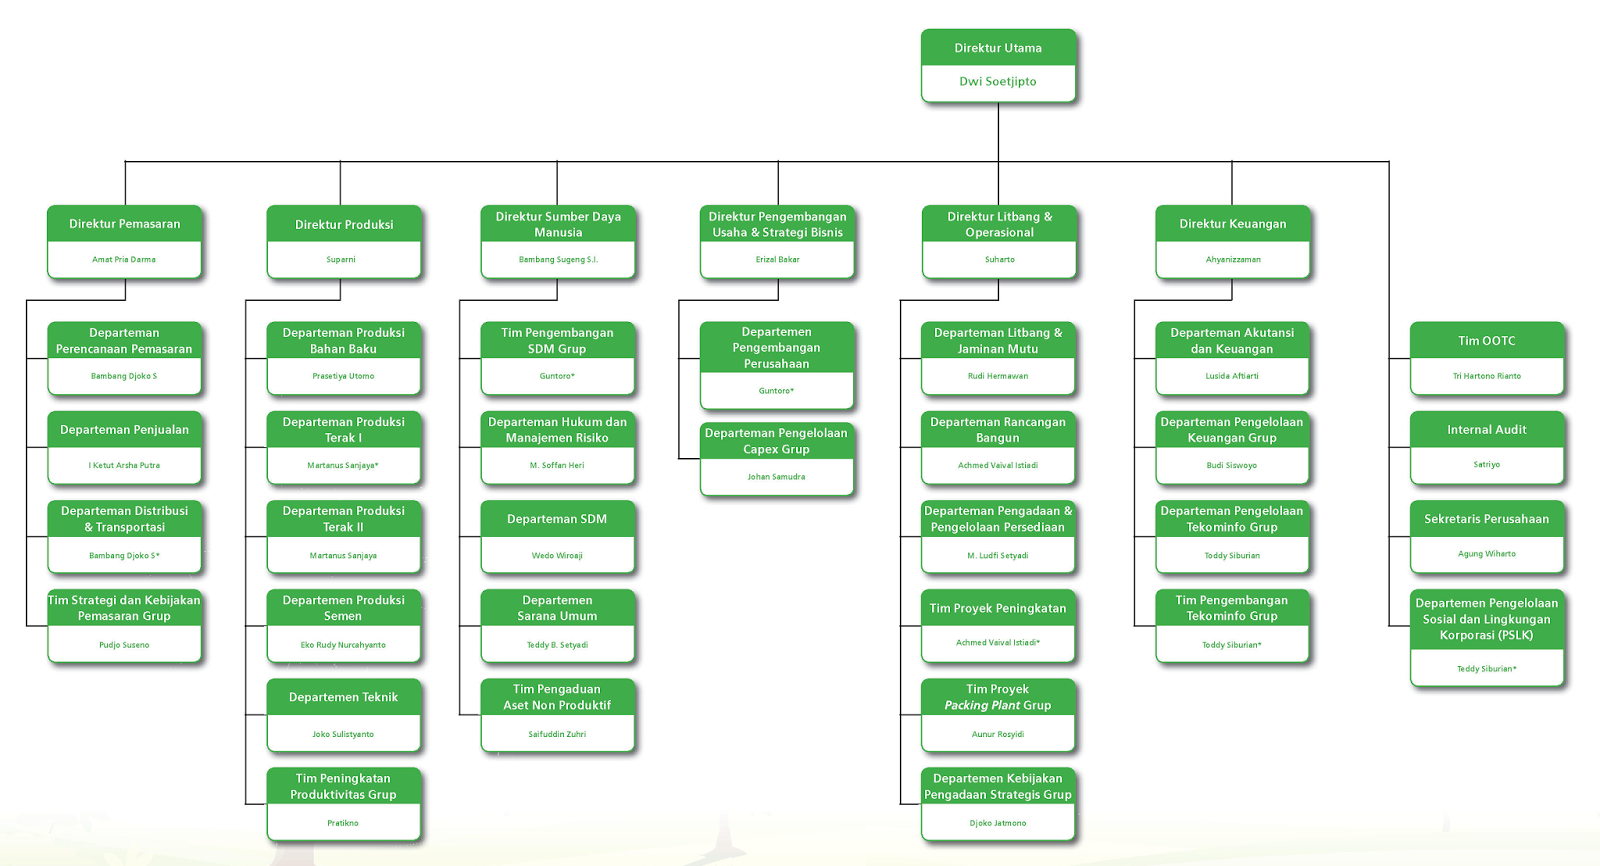 Direktur Utama
Dwi Soetjipto
Direktur Pemasaran
Amat Pria Darma
Departeman
Perencanaan Pemasaran
Bambang Djoko S
Departeman Penjualan
I Ketut Arsha Putra
Departeman Distribusi
& Transportasi
Bambang Djoko S*
Tim Strategi dan Kebijakan
Pemasaran Grup
Pudjo Suseno
Direktur Produksi
Suparni
Departeman Produksi
Bahan Baku
Prasetiya Utomo
Departeman Produksi
Terak I
Martanus Sanjaya*
Departeman Produksi
Terak II
Martanus Sanjaya
Departemen Produksi
Semen
Eko Rudy Nurcahyanto
Departemen Teknik
Joko Sulistyanto
Tim Peningkatan
Produktivitas Grup
Pratikno
Direktur Sumber Daya
Manusia
Bambang Sugeng S.I.
Tim Pengembangan
SDM Grup
Guntoro*
Departeman Hukum dan
Manajemen Risiko
M. Soffan Heri
Departeman SDM
Wedo Wiroaji
Departemen
Sarana Umum
Teddy B. Setyadi
Tim Pengaduan
Aset Non Produktif
Saifuddin Zuhri
Direktur Pengembangan
Usaha & Strategi Bisnis
Erizal Bakar
Departemen
Pengembangan
Perusahaan
Guntoro*
Departeman Pengelolaan
Capex Grup
Johan Samudra
Direktur Litbang &
Operasional
Suharto
Departeman Litbang &
Jaminan Mutu
Rudi Hermawan
Departeman Rancangan
Bangun
Achmed Vaival Istiadi
Departeman Pengadaan &
Pengelolaan Persediaan
M. Ludfi Setyadi
Tim Proyek Peningkatan
Achmed Vaival Istiadi*
Tim Proyek
Packing Plant Grup
Aunur Rosyidi
Departemen Kebijakan
Pengadaan Strategis Grup
Djoko Jatmono
Direktur Keuangan
Ahyanizzaman
Departeman Akutansi
dan Keuangan
Lusida Aftiarti
Departeman Pengelolaan
Keuangan Grup
Budi Siswoyo
Departeman Pengelolaan
Tekominfo Grup
Toddy Siburian
Tim Pengembangan
Tekominfo Grup
Toddy Siburian*
Tim OOTC
Tri Hartono Rianto
Internal Audit
Satriyo
Sekretaris Perusahaan
Agung Wiharto
Departemen Pengelolaan
Sosial dan Lingkungan
Korporasi (PSLK)
Teddy Siburian*